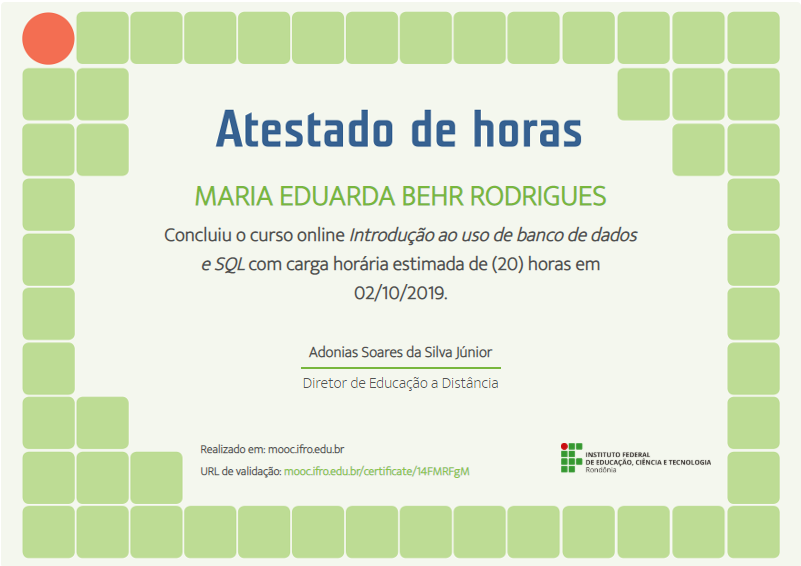 Atestado de horas
MARIA EDUARDA BEHR RODRIGUES
Concluiu o curso online Introdução ao uso de banco de dados
e SQL com carga horária estimada de (20) horas em
02/10/2019.
Adonias Soares da Silva Júnior
Diretor de Educação a Distância
Realizado em: mooc.ifro.edu.br
URL de validação: mooc.ifro.edu.br/certificate/14FMRFgM
INSTITUTO FEDERAL
DE EDUCAÇÃO, CIÊNCIA E TECNOLOGIA
Rondônia